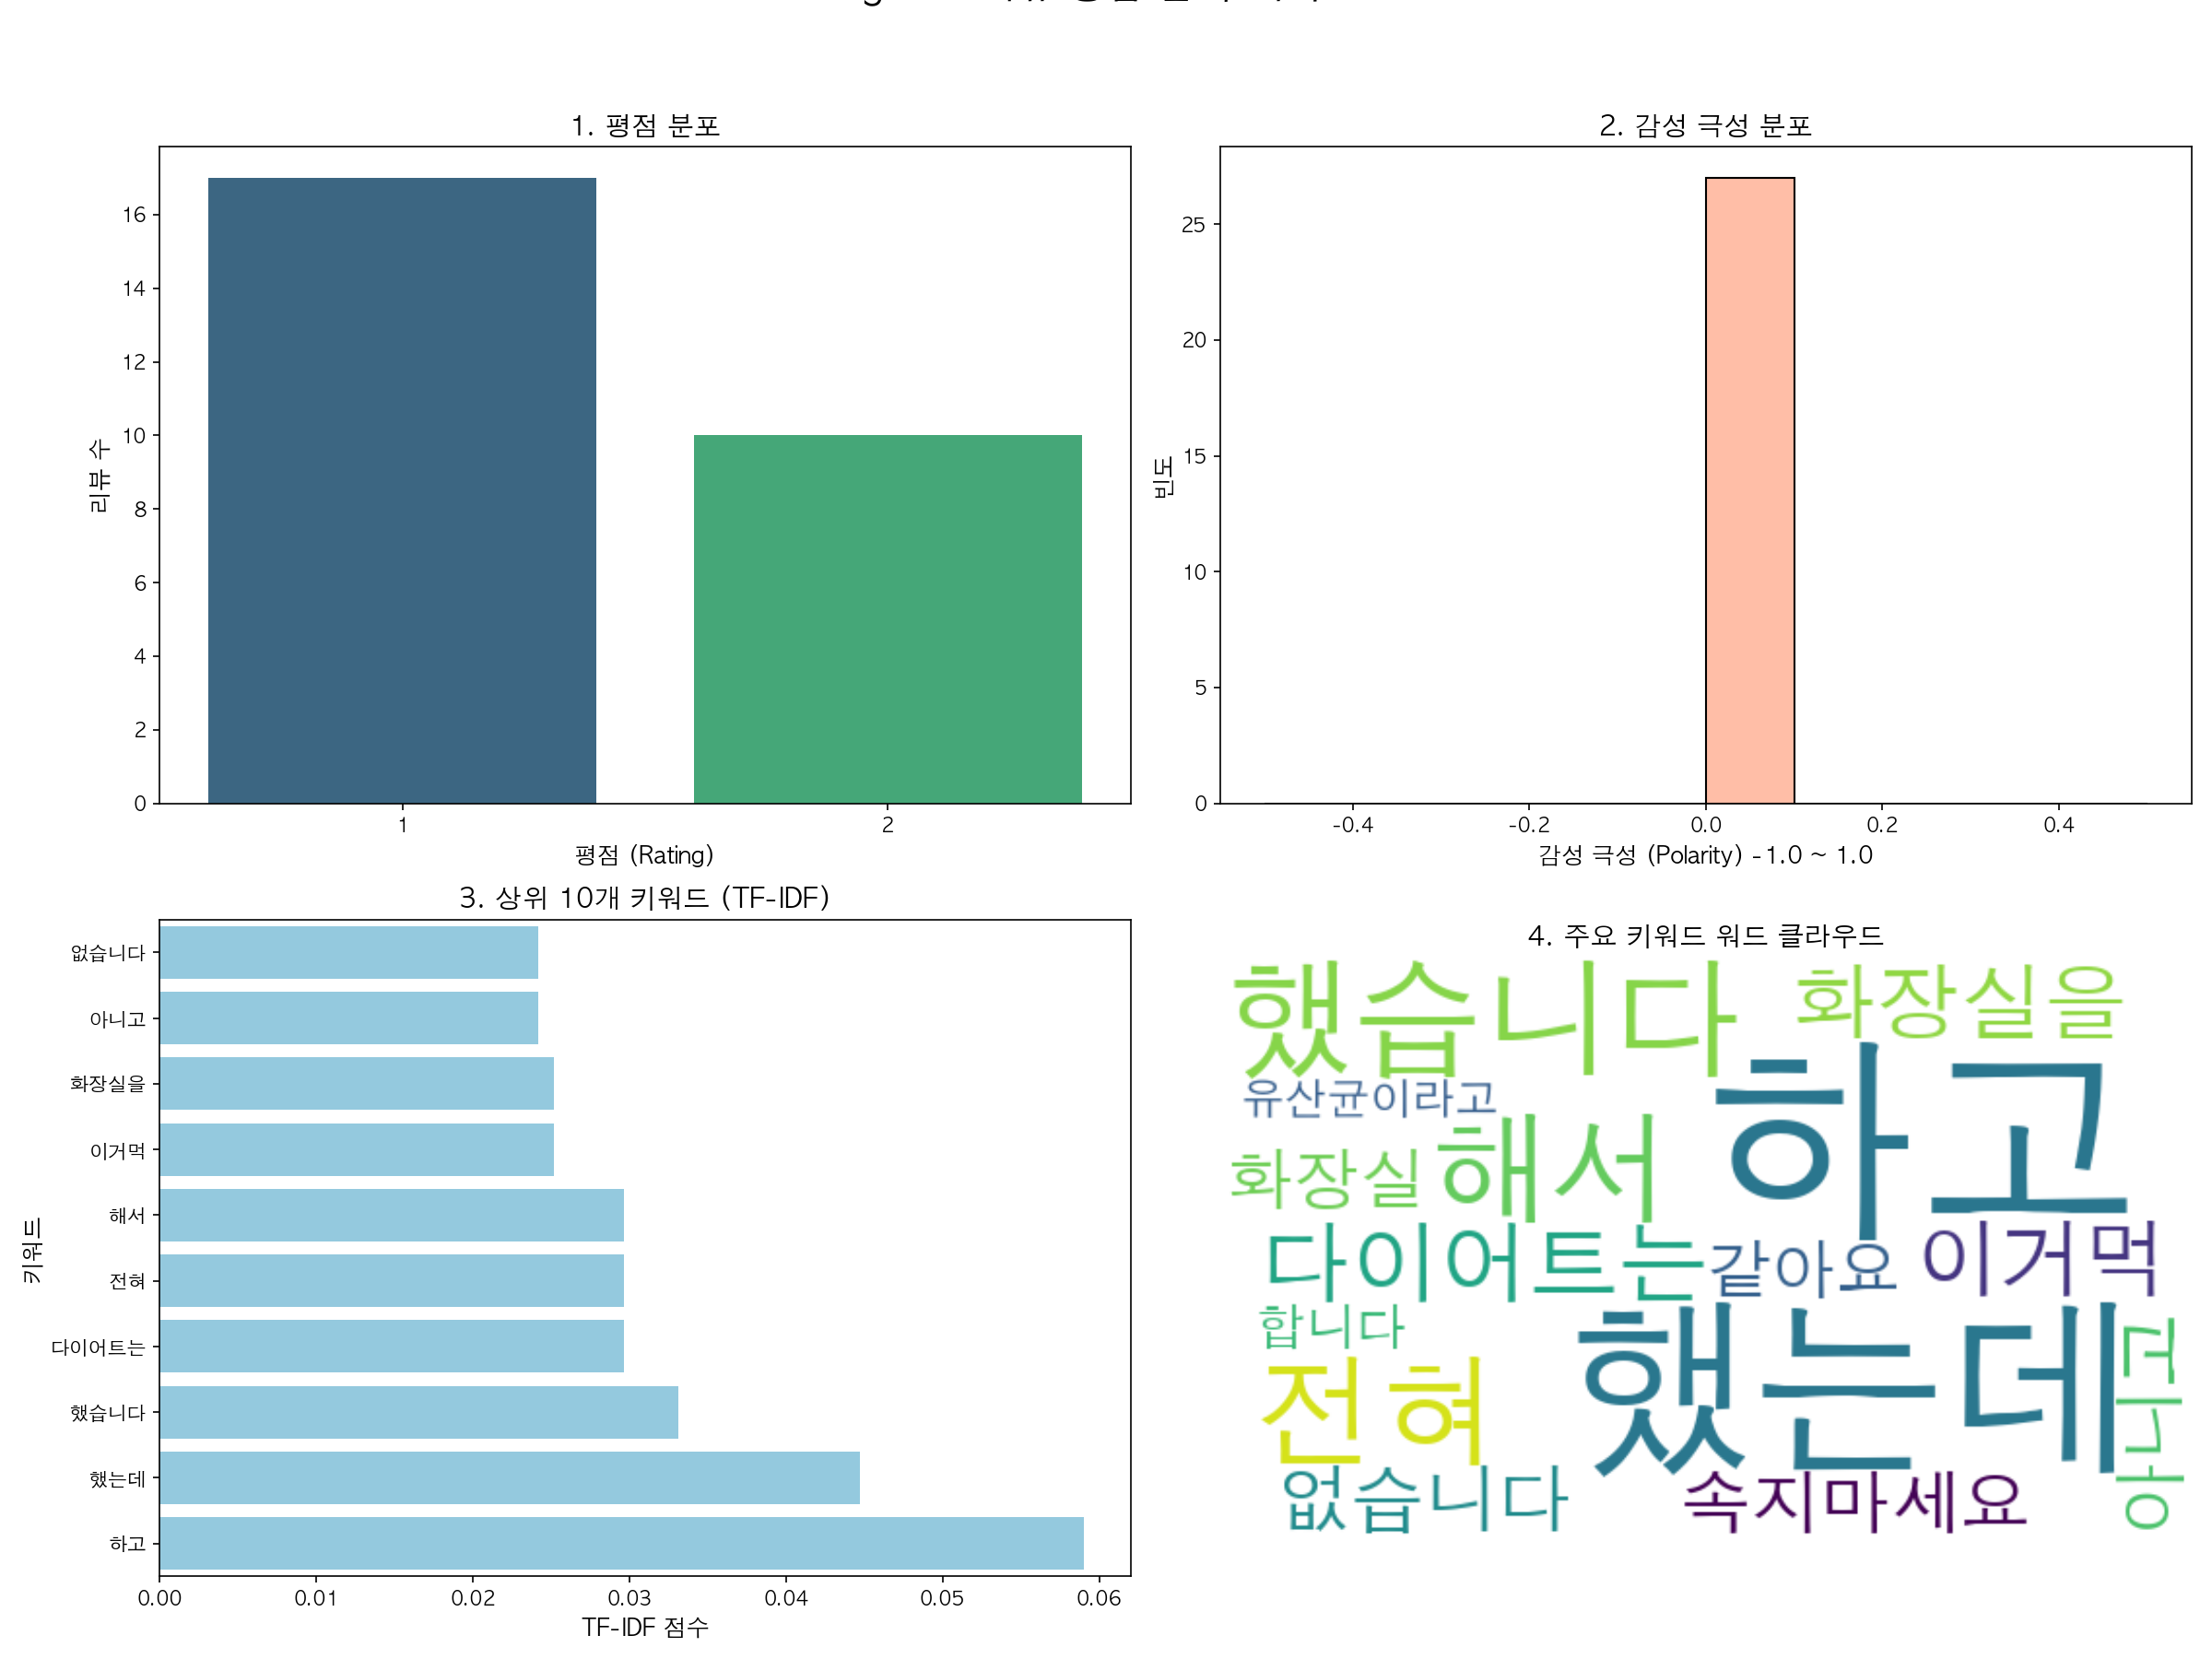 1. 평점 분포
리뷰 수
16
14
12
10
8
6
4
2
0
1
2
평점 (Rating)
2. 감성 극성 분포
빈도
25
20
15
10
5
0
-0.4
-0.2
0.0
0.2
0.4
감성 극성 (Polarity) -1.0 ~ 1.0
3. 상위 10개 키워드 (TF-IDF)
키워드
없습니다
아니고
화장실을
이거먹
해서
전혀
다이어트는
했습니다
했는데
하고
0.00
0.01
0.02
0.03
0.04
0.05
0.06
TF-IDF 점수
4. 주요 키워드 워드 클라우드
했습니다
화장실을
하고
유산균이라고
해서
화장실
다이어트는
같아요
이거먹
합니다
했는데
전혀
없습니다
속지마세요